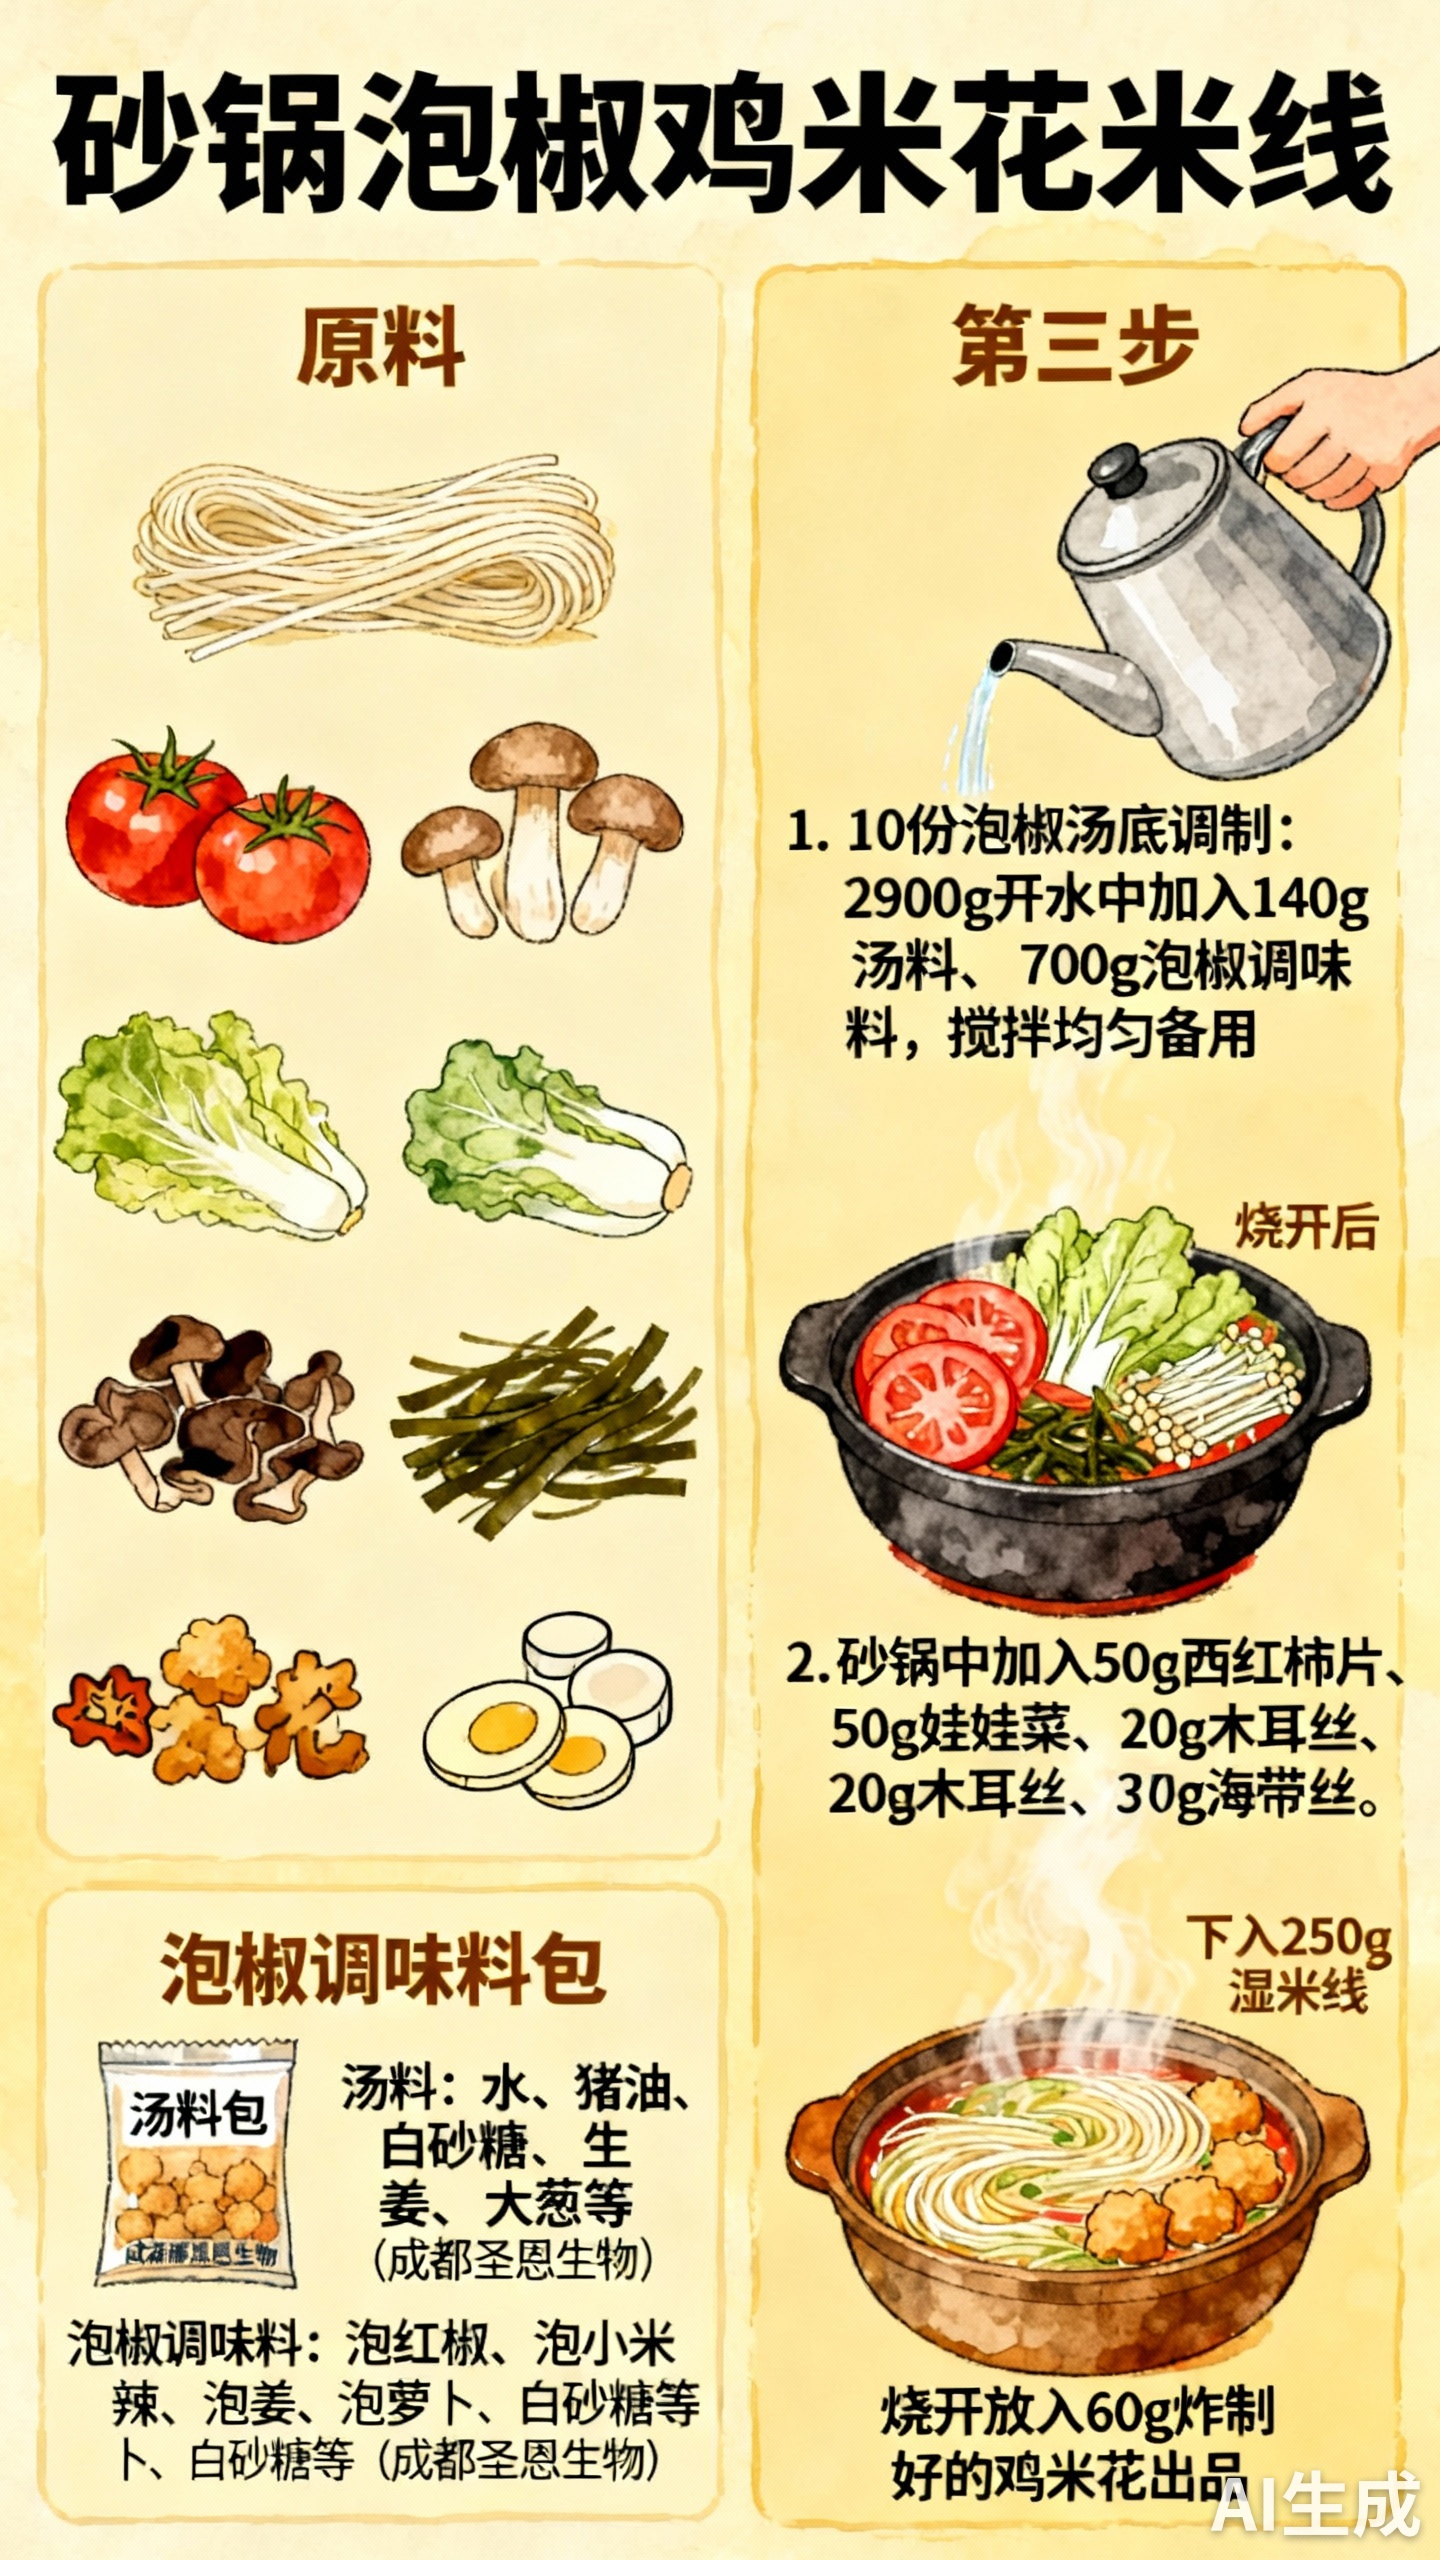 砂锅泡椒鸡米花米线
原料
泡椒调味料包
汤料包
汤料：水、猪油、
白砂糖、生
姜、大葱等
（成都圣恩生物）
泡椒调味料：泡红椒、泡小米
辣、泡姜、泡萝卜、白砂糖等
卜、白砂糖等（成都圣恩生物）
第三步
1. 10份泡椒汤底调制：
2900g开水中加入140g
汤料、700g泡椒调味
料，搅拌均匀备用
烧开后
2.砂锅中加入50g西红柿片、
50g娃娃菜、20g木耳丝、
20g木耳丝、30g海带丝。
下入250g
湿米线
烧开放入60g炸制
好的鸡米花出品
AI生成